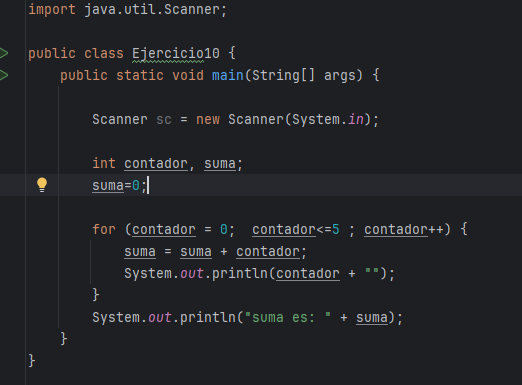 import java.util.Scanner;
public class Ejercicio10 {
public static void main(String[] args) {
Scanner sc = new Scanner(System.in);
int contador, suma;
suma=0;
for (contador = 0;  contador<=5 ; contador++) {
suma = suma + contador;
System.out.println(contador + "");
}
System.out.println("suma es: " + suma);
}
}